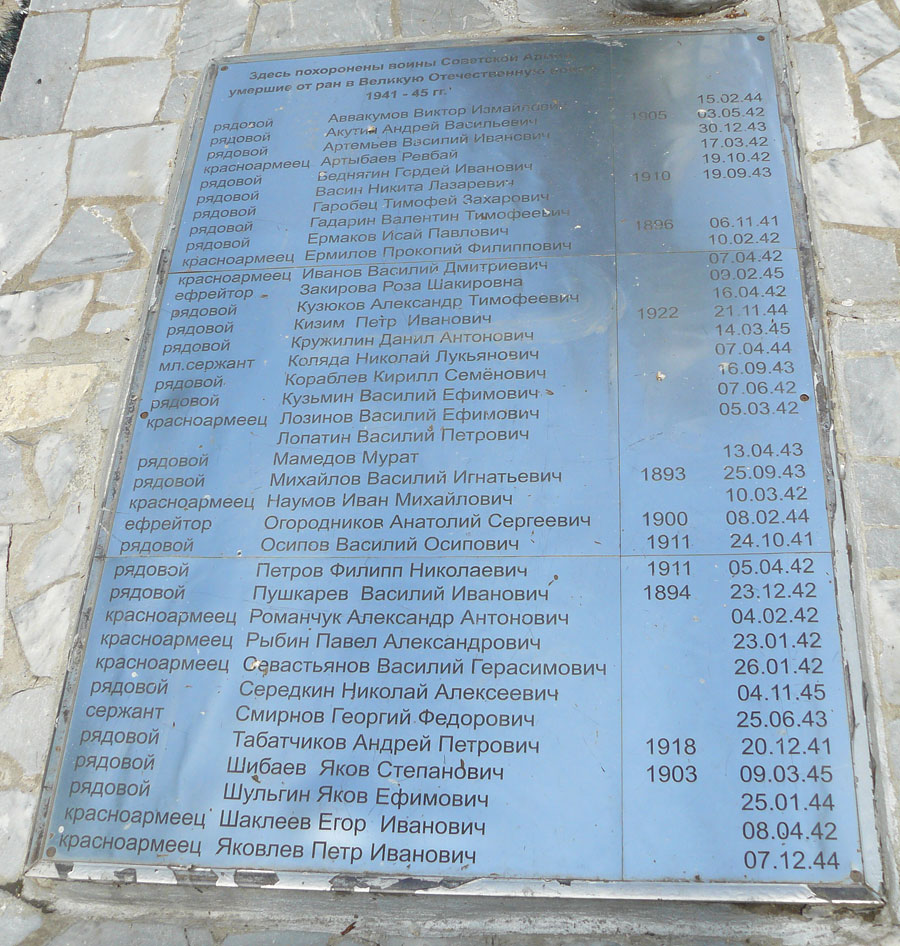 Здесь похоронены воины Советской Армии
умершие от ран в Великую Отечественную войну
1941 - 45 гг.
рядовой Аввакумов Виктор Измайлович 15.02.44
рядовой Акутин Андрей Васильевич 1905 03.05.42
рядовой Артемьев Василий Иванович 30.12.43
красноармеец Артыбаев Ревбай 17.03.42
рядовой Беднягин Гордей Иванович 19.10.42
рядовой Васин Никита Лазаревич 1910 19.09.43
рядовой Гаробец Тимофей Захарович
рядовой Гадарин Валентин Тимофеевич
рядовой Ермаков Исай Павлович 1896 06.11.41
красноармеец Ермилов Прокопий Филиппович 10.02.42
красноармеец Иванов Василий Дмитриевич 07.04.42
ефрейтор Закирова Роза Шакировна 09.02.45
рядовой Кузюков Александр Тимофеевич 16.04.42
рядовой Кизим Петр Иванович 1922 21.11.44
рядовой Кружилин Данил Антонович 14.03.45
мл.сержант Коляда Николай Лукьянович 07.04.44
рядовой Кораблев Кирилл Семёнович 16.09.43
рядовой Кузьмин Василий Ефимович 07.06.42
красноармеец Лозинов Василий Ефимович 05.03.42
Лопатин Василий Петрович
рядовой Мамедов Мурат 13.04.43
рядовой Михайлов Василий Игнатьевич 1893 25.09.43
красноармеец Наумов Иван Михайлович 10.03.42
ефрейтор Огородников Анатолий Сергеевич 1900 08.02.44
рядовой Осипов Василий Осипович 1911 24.10.41
рядовой Петров Филипп Николаевич 1911 05.04.42
рядовой Пушкарев Василий Иванович 1894 23.12.42
красноармеец Романчук Александр Антонович 04.02.42
красноармеец Рыбин Павел Александрович 23.01.42
красноармеец Севастьянов Василий Герасимович 26.01.42
рядовой Середкин Николай Алексеевич 04.11.45
сержант Смирнов Георгий Федорович 25.06.43
рядовой Табатчиков Андрей Петрович 1918 20.12.41
рядовой Шибаев Яков Степанович 1903 09.03.45
рядовой Шульгин Яков Ефимович 25.01.44
красноармеец Шаклеев Егор Иванович 08.04.42
красноармеец Яковлев Петр Иванович 07.12.44